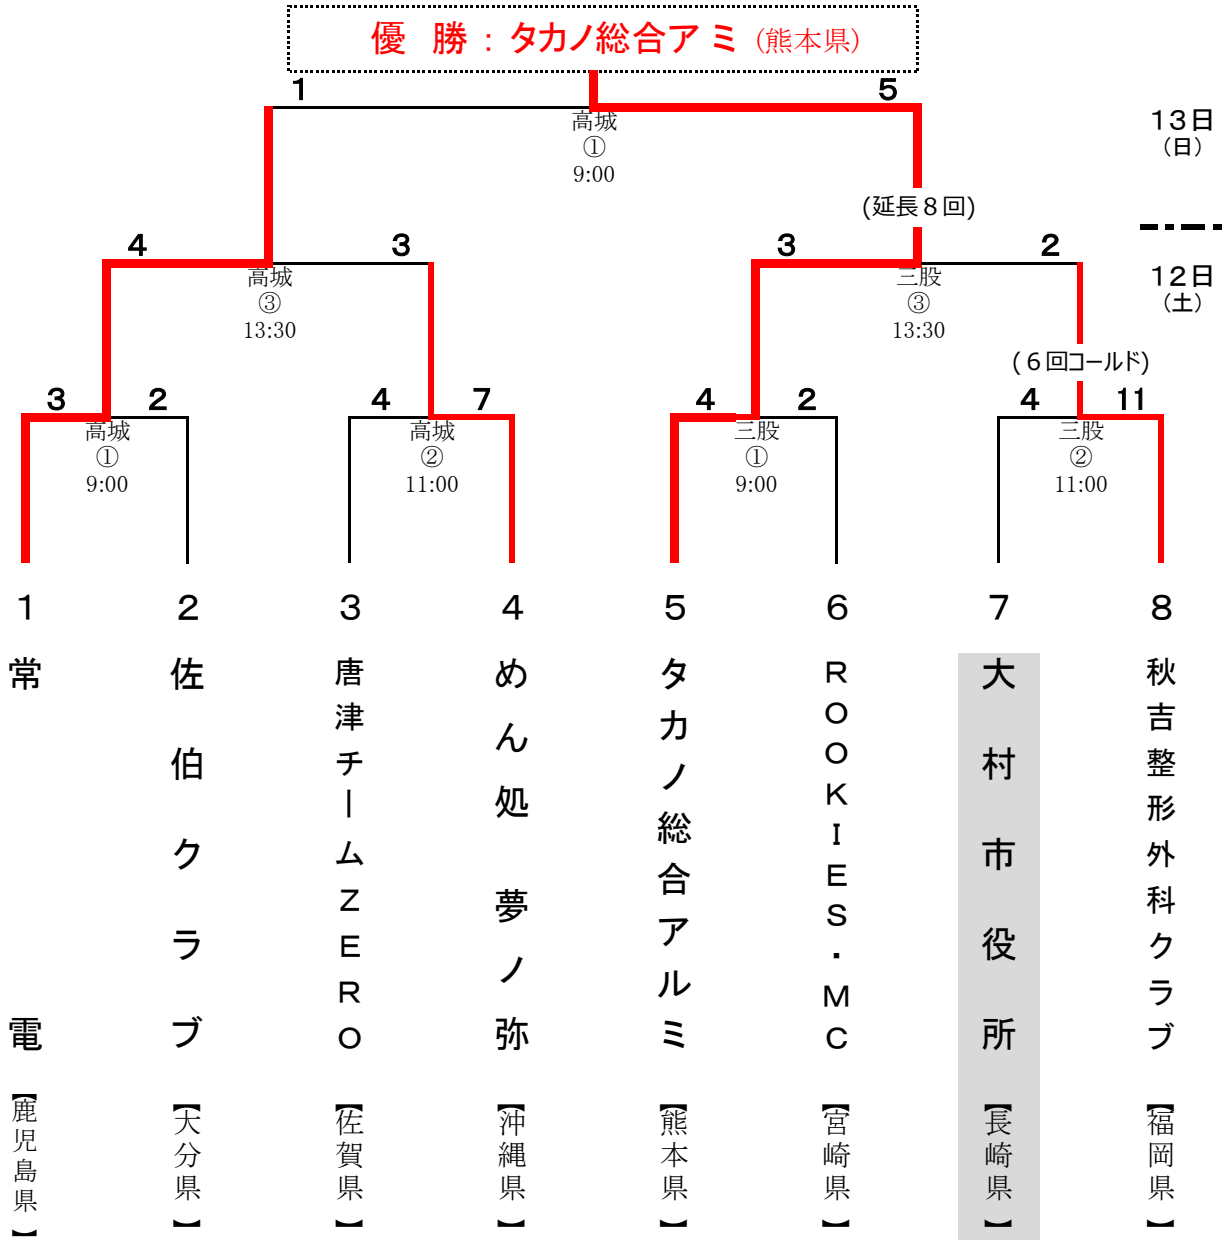 優 勝 : タカノ総合アミ (熊本県)
1 5
高城
①
9:00
13日
(日)
(延長8回)
4 3 3 2
高城
③
13:30
三股
③
13:30
12日
(土)
(6回コールド)
3 2 4 7 4 2 4 11
高城
①
9:00
高城
②
11:00
三股
①
9:00
三股
②
11:00
1 2 3 4 5 6 7 8
常電
【鹿児島県】
佐伯クラブ
【大分県】
唐津チームZERO
【佐賀県】
めん処 夢ノ弥
【沖縄県】
タカノ総合アルミ
【熊本県】
ROOKIES・MC
【宮崎県】
大村市役所
【長崎県】
秋吉整形外科クラブ
【福岡県】